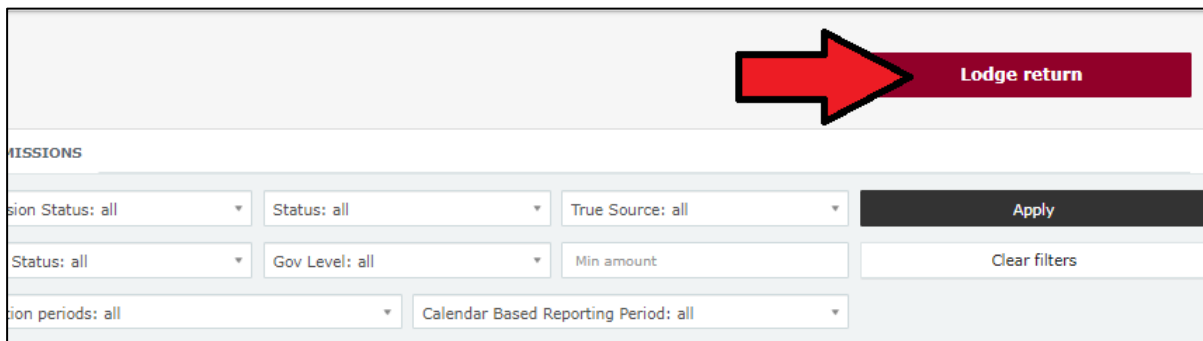 Lodge return
MISSIONS
sion Status: all Status: all True Source: all Apply
Status: all Gov Level: all Min amount Clear filters
tion periods: all Calendar Based Reporting Period: all